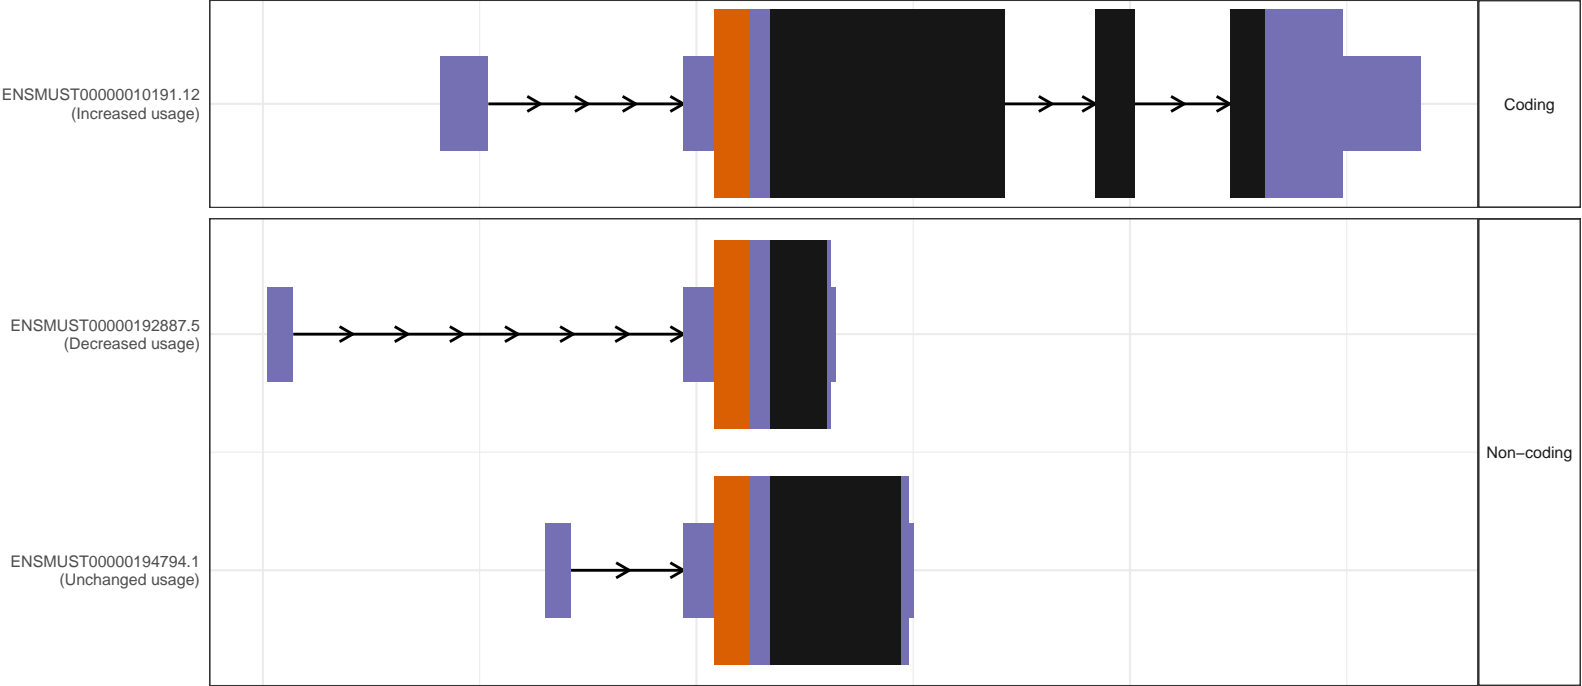 ENSMUST00000010191.12
(Increased usage)
Coding
ENSMUST00000192887.5
(Decreased usage)
Non−coding
ENSMUST00000194794.1
(Unchanged usage)